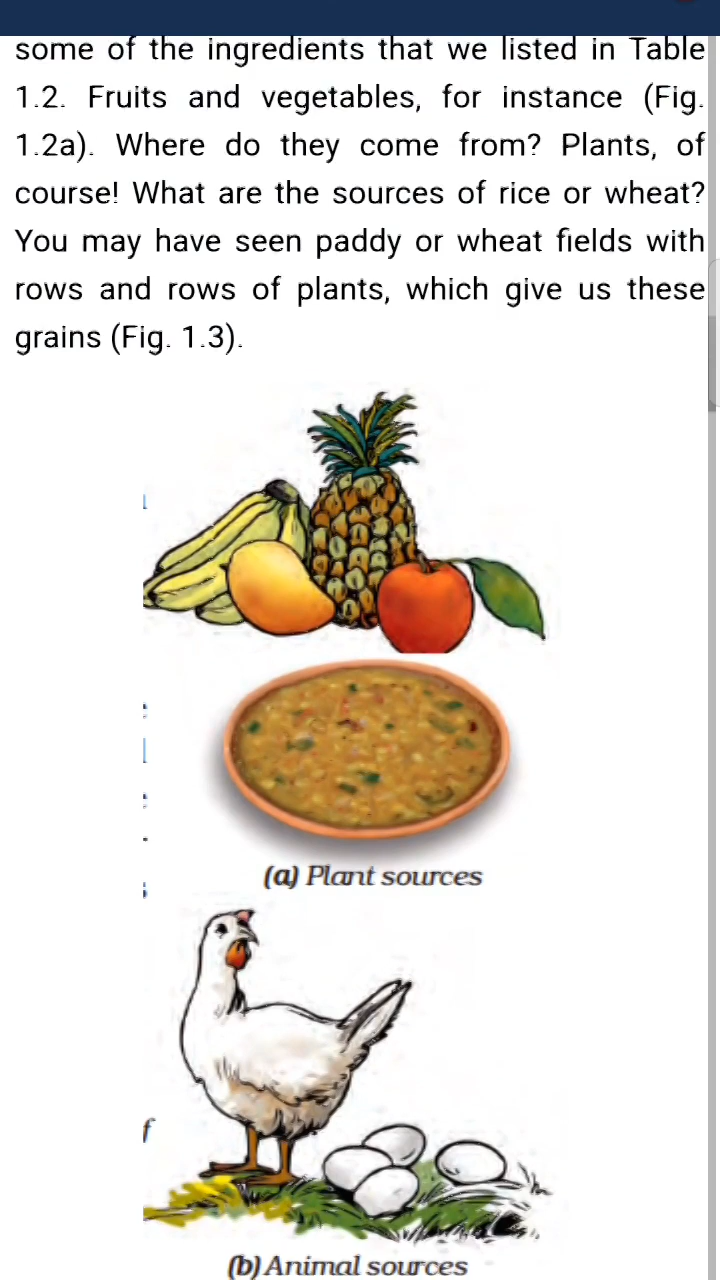 some of the ingredients that we listed in Table
1.2. Fruits and vegetables, for instance (Fig.
1.2a). Where do they come from? Plants, of
course! What are the sources of rice or wheat?
You may have seen paddy or wheat fields with
rows and rows of plants, which give us these
grains (Fig. 1.3).
(a) Plant sources
f
(b) Animal sources